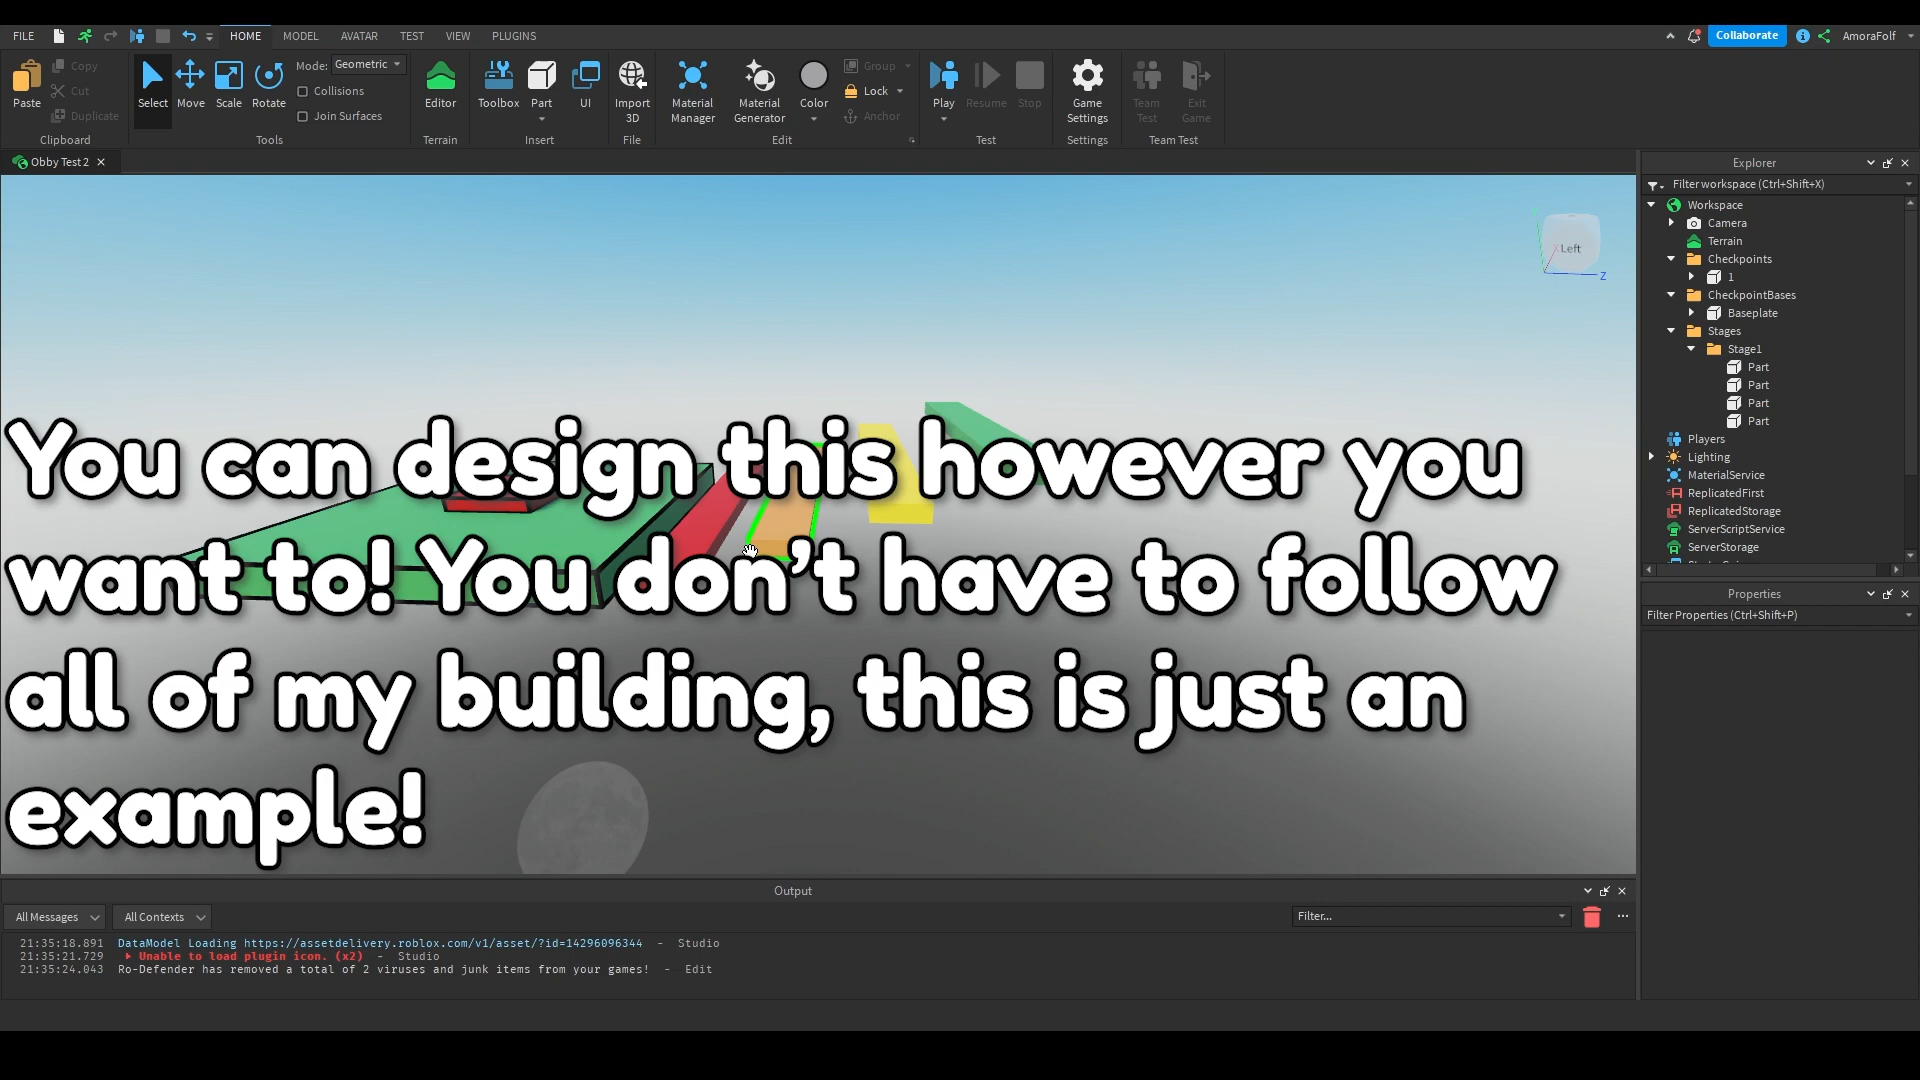 FILE HOME MODEL AVATAR TEST VIEW PLUGINS Collaborate AmoraFolf
Paste Copy Cut Duplicate Clipboard
Select Move Scale Rotate Mode: Geometric Collisions Join Surfaces Tools
Editor Terrain
Toolbox Part UI Insert
Import 3D File
Material Manager Material Generator Color Group Lock Anchor Edit
Play Resume Stop Test
Game Settings Settings
Team Test Exit Game Team Test
Obby Test 2
Left
Z
You can design this however you
want to! You don't have to follow
all of my building, this is just an
example!
Explorer
Filter workspace (Ctrl+Shift+X)
Workspace
Camera
Terrain
Checkpoints
1
CheckpointBases
Baseplate
Stages
Stage1
Part
Part
Part
Part
Players
Lighting
MaterialService
ReplicatedFirst
ReplicatedStorage
ServerScriptService
ServerStorage
Properties
Filter Properties (Ctrl+Shift+P)
Output
All Messages All Contexts Filter...
21:35:18.891 DataModel Loading https://assetdelivery.roblox.com/v1/asset/?id=14296096344 - Studio
21:35:21.729 Unable to load plugin icon. (x2) - Studio
21:35:24.043 Ro-Defender has removed a total of 2 viruses and junk items from your games! - Edit